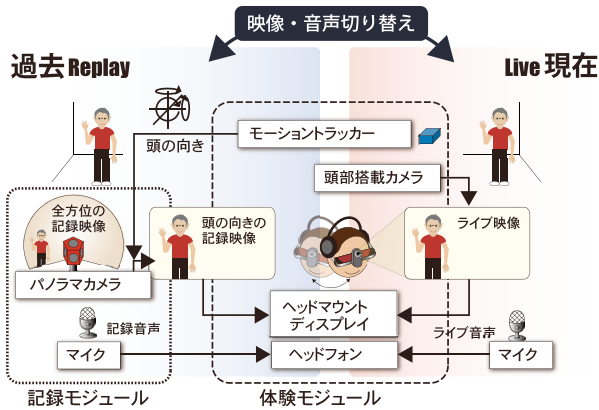 映像・音声切り替え
過去 Replay
Live 現在
頭の向き
モーショントラッカー
頭部搭載カメラ
全方位の
記録映像
頭の向きの
記録映像
ライブ映像
パノラマカメラ
ヘッドマウント
ディスプレイ
記録音声
ライブ音声
マイク
ヘッドフォン
マイク
記録モジュール
体験モジュール